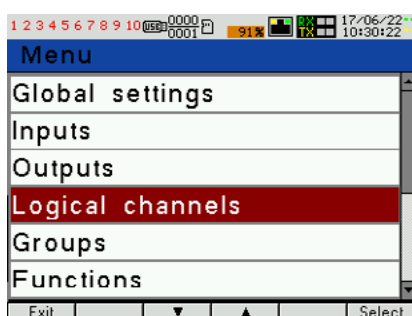 1 2 3 4 5 6 7 8 9 10 USB 0000 0001 91% RX TX 17/06/22 10:30:22
Menu
Global settings
Inputs
Outputs
Logical channels
Groups
Functions
Exit ▼ ▲ Select